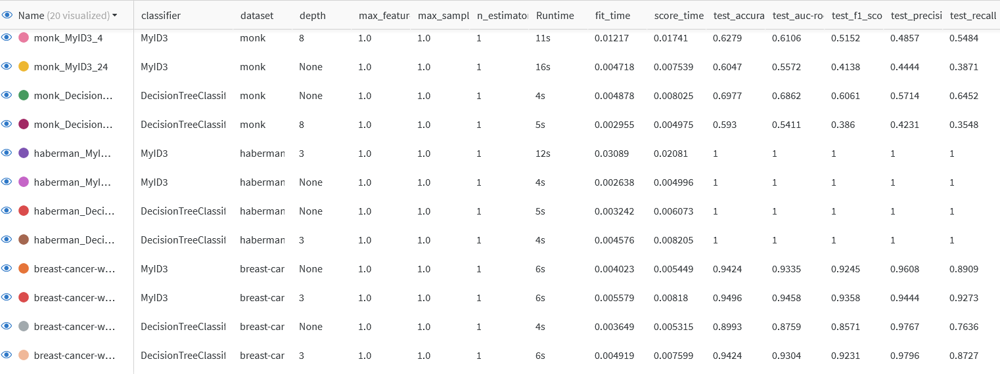 Name (20 visualized) classifier dataset depth max_featur max_sampl n_estimato Runtime fit_time score_time test_accura test_auc-ro test_f1_sco test_precisi test_recall
monk_MyID3_4 MyID3 monk 8 1.0 1.0 1 11s 0.01217 0.01741 0.6279 0.6106 0.5152 0.4857 0.5484
monk_MyID3_24 MyID3 monk None 1.0 1.0 1 16s 0.004718 0.007539 0.6047 0.5572 0.4138 0.4444 0.3871
monk_Decision... DecisionTreeClassif monk None 1.0 1.0 1 4s 0.004878 0.008025 0.6977 0.6862 0.6061 0.5714 0.6452
monk_Decision... DecisionTreeClassif monk 8 1.0 1.0 1 5s 0.002955 0.004975 0.593 0.5411 0.386 0.4231 0.3548
haberman_MyI... MyID3 haberman 3 1.0 1.0 1 12s 0.03089 0.02081 1 1 1 1 1
haberman_MyI... MyID3 haberman None 1.0 1.0 1 4s 0.002638 0.004996 1 1 1 1 1
haberman_Deci... DecisionTreeClassif haberman None 1.0 1.0 1 5s 0.003242 0.006073 1 1 1 1 1
haberman_Deci... DecisionTreeClassif haberman 3 1.0 1.0 1 4s 0.004576 0.008205 1 1 1 1 1
breast-cancer-w... MyID3 breast-car None 1.0 1.0 1 6s 0.004023 0.005449 0.9424 0.9335 0.9245 0.9608 0.8909
breast-cancer-w... MyID3 breast-car 3 1.0 1.0 1 6s 0.005579 0.00818 0.9496 0.9458 0.9358 0.9444 0.9273
breast-cancer-w... DecisionTreeClassif breast-car None 1.0 1.0 1 4s 0.003649 0.005315 0.8993 0.8759 0.8571 0.9767 0.7636
breast-cancer-w... DecisionTreeClassif breast-car 3 1.0 1.0 1 6s 0.004919 0.007599 0.9424 0.9304 0.9231 0.9796 0.8727